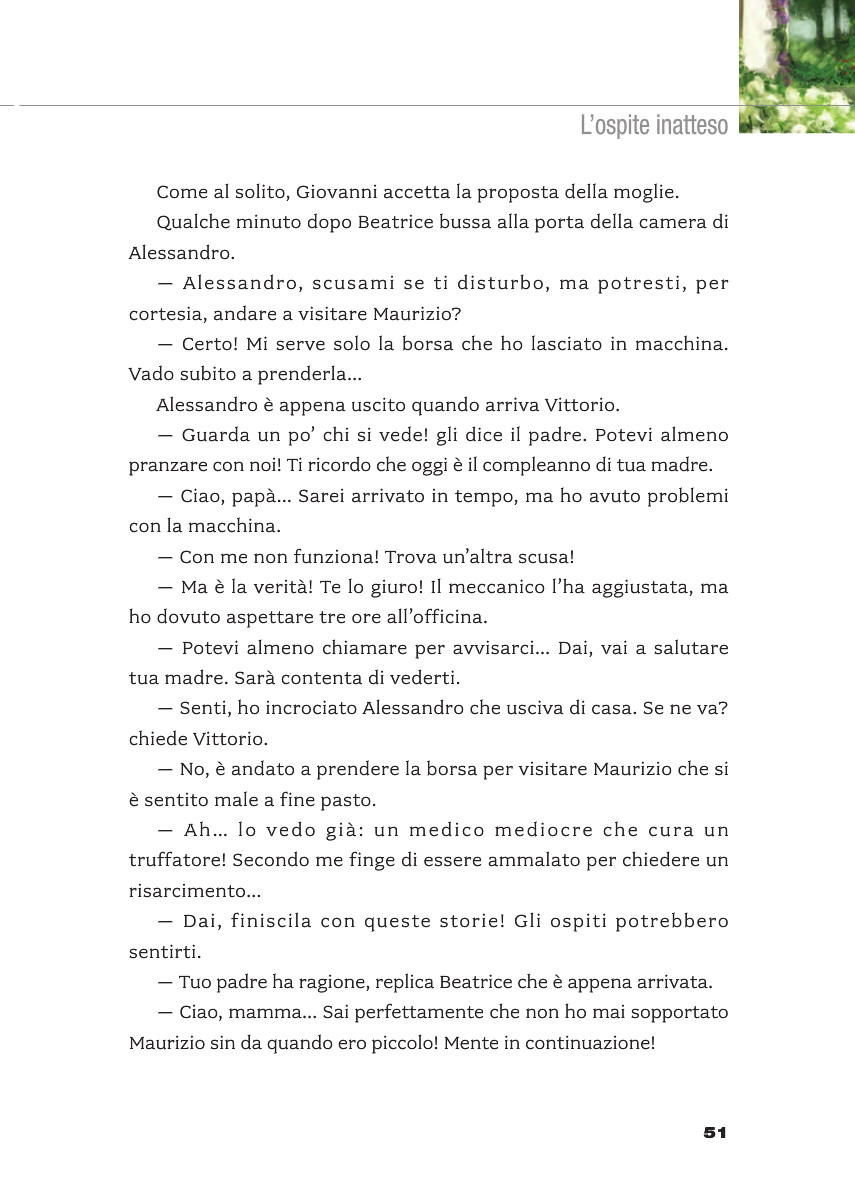 L'ospite inatteso
Come al solito, Giovanni accetta la proposta della moglie.
Qualche minuto dopo Beatrice bussa alla porta della camera di
Alessandro.
— Alessandro, scusami se ti disturbo, ma potresti, per
cortesia, andare a visitare Maurizio?
— Certo! Mi serve solo la borsa che ho lasciato in macchina.
Vado subito a prenderla...
Alessandro è appena uscito quando arriva Vittorio.
— Guarda un po' chi si vede! gli dice il padre. Potevi almeno
pranzare con noi! Ti ricordo che oggi è il compleanno di tua madre.
— Ciao, papà... Sarei arrivato in tempo, ma ho avuto problemi
con la macchina.
— Con me non funziona! Trova un'altra scusa!
— Ma è la verità! Te lo giuro! Il meccanico l'ha aggiustata, ma
ho dovuto aspettare tre ore all'officina.
— Potevi almeno chiamare per avvisarci... Dai, vai a salutare
tua madre. Sarà contenta di vederti.
— Senti, ho incrociato Alessandro che usciva di casa. Se ne va?
chiede Vittorio.
— No, è andato a prendere la borsa per visitare Maurizio che si
è sentito male a fine pasto.
— Ah... lo vedo già: un medico mediocre che cura un
truffatore! Secondo me finge di essere ammalato per chiedere un
risarcimento...
— Dai, finiscila con queste storie! Gli ospiti potrebbero
sentirti.
— Tuo padre ha ragione, replica Beatrice che è appena arrivata.
— Ciao, mamma... Sai perfettamente che non ho mai sopportato
Maurizio sin da quando ero piccolo! Mente in continuazione!
51